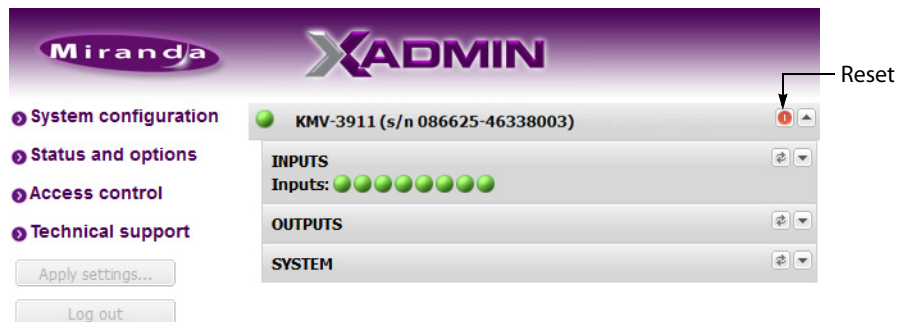 Miranda
XADMIN
Reset
System configuration
Status and options
Access control
Technical support
Apply settings...
Log out
KMV-3911 (s/n 086625-46338003)
INPUTS
Inputs:
OUTPUTS
SYSTEM